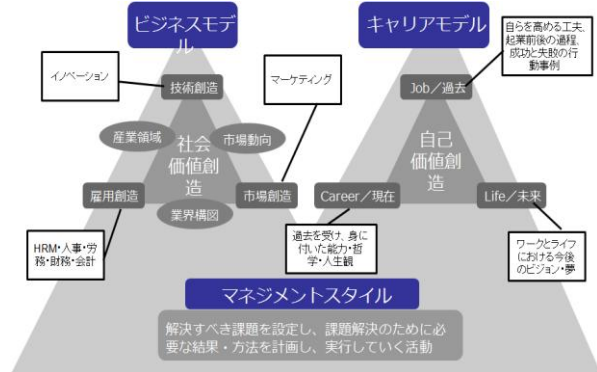 ビジネスモデ
ル
イノベーション
技術創造
マーケティング
産業領域
市場動向
社会
価値創
造
雇用創造
市場創造
業界構図
HRM・人事・労
務・財務・会計
キャリアモデル
自らを高める工夫、
起業前後の過程、
成功と失敗の行
動事例
Job／過去
自己
価値創
造
Career／現在
Life／未来
過去を受け、身に
付いた能力・哲
学・人生観
ワークとライフ
における今後
のビジョン・夢
マネジメントスタイル
解決すべき課題を設定し、課題解決のために必
要な結果・方法を計画し、実行していく活動